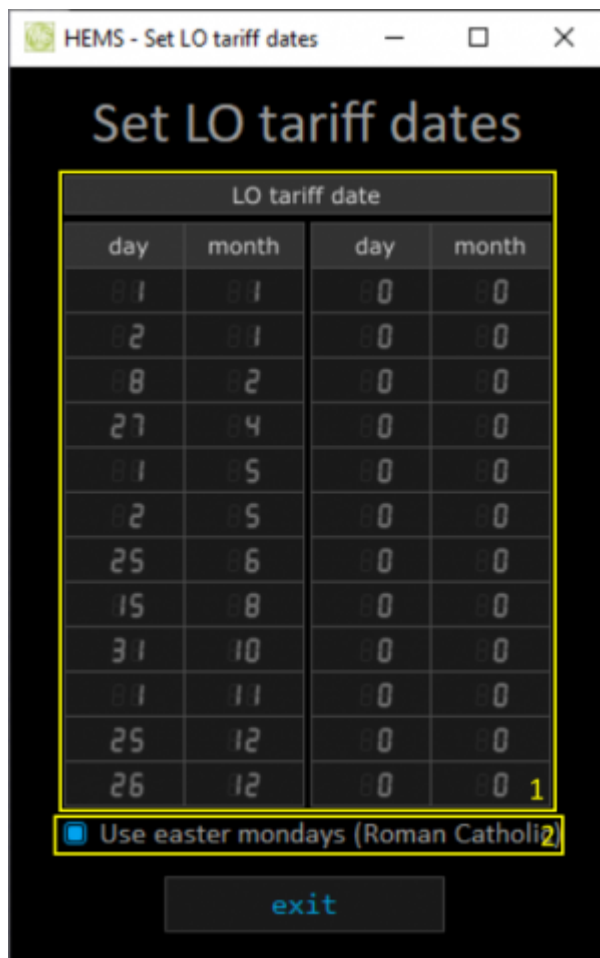 HEMS - Set LO tariff dates
Set LO tariff dates
LO tariff date
day month day month
1 1 0 0
2 1 0 0
8 2 0 0
27 4 0 0
1 5 0 0
2 5 0 0
25 6 0 0
15 8 0 0
31 10 0 0
1 11 0 0
25 12 0 0
26 12 0 0 1
Use easter mondays (Roman Catholic) 2
exit